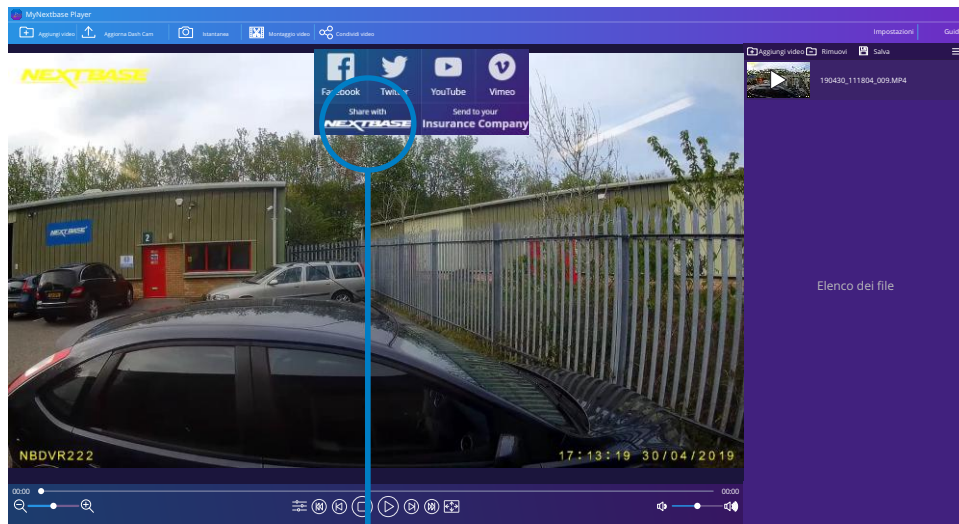 MyNextbase Player
Aggiungi video Aggiorna Dash Cam Istantanea Montaggio video Condividi video Impostazioni Guid
Aggiungi video Rimuovi Salva
Facebook Twitter YouTube Vimeo
Share with
NEXTBASE
Send to your
Insurance Company
190430_111804_009.MP4
NEXTBASE
NEXTBASE
2
Elenco dei file
NBDVR222 17:13:19 30/04/2019
00:00 00:00